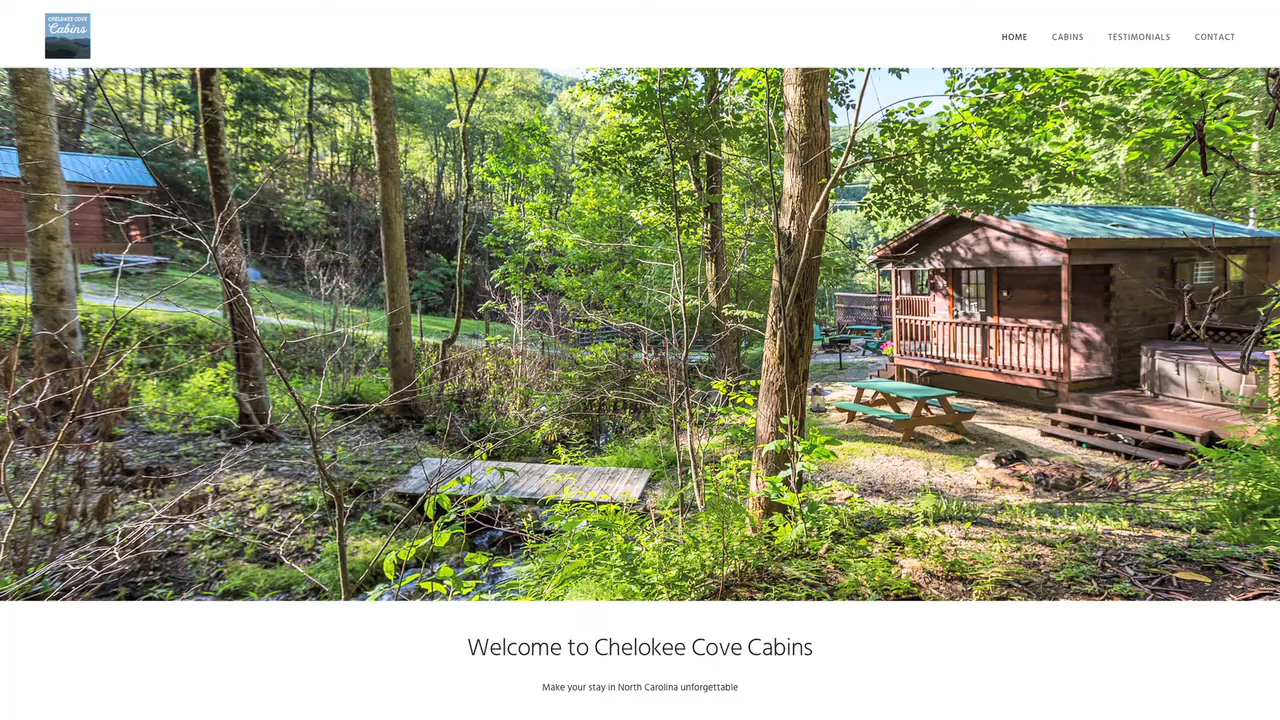 CHELOKEE COVE
Cabins
HOME
CABINS
TESTIMONIALS
CONTACT
Welcome to Chelokee Cove Cabins
Make your stay in North Carolina unforgettable